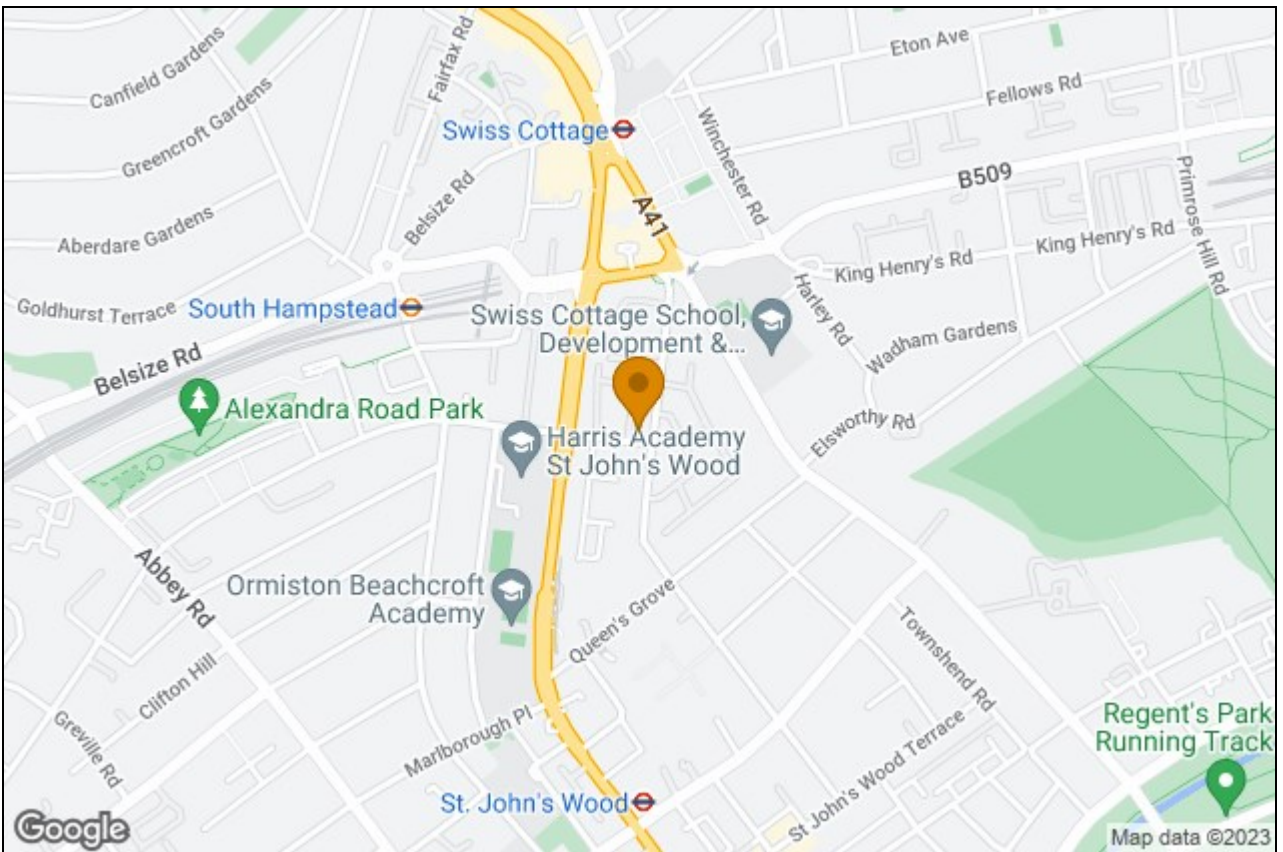 Fairfax Rd
Eton Ave
Canfield Gardens
Fellows Rd
Greencroft Gardens
Swiss Cottage
Winchester Rd
B509
Primrose Hill Rd
Belsize Rd
A41
Aberdare Gardens
King Henry's Rd
King Henry's Rd
Goldhurst Terrace
South Hampstead
Harley Rd
Swiss Cottage School,
Development &...
Wadham Gardens
Belsize Rd
Alexandra Road Park
Elsworthy Rd
Harris Academy
St John's Wood
Abbey Rd
Ormiston Beachcroft
Academy
Queen's Grove
Townshend Rd
Clifton Hill
Greville Rd
Marlborough Pl
Regent's Park
Running Track
St John's Wood Terrace
St. John's Wood
Google
Map data ©2023